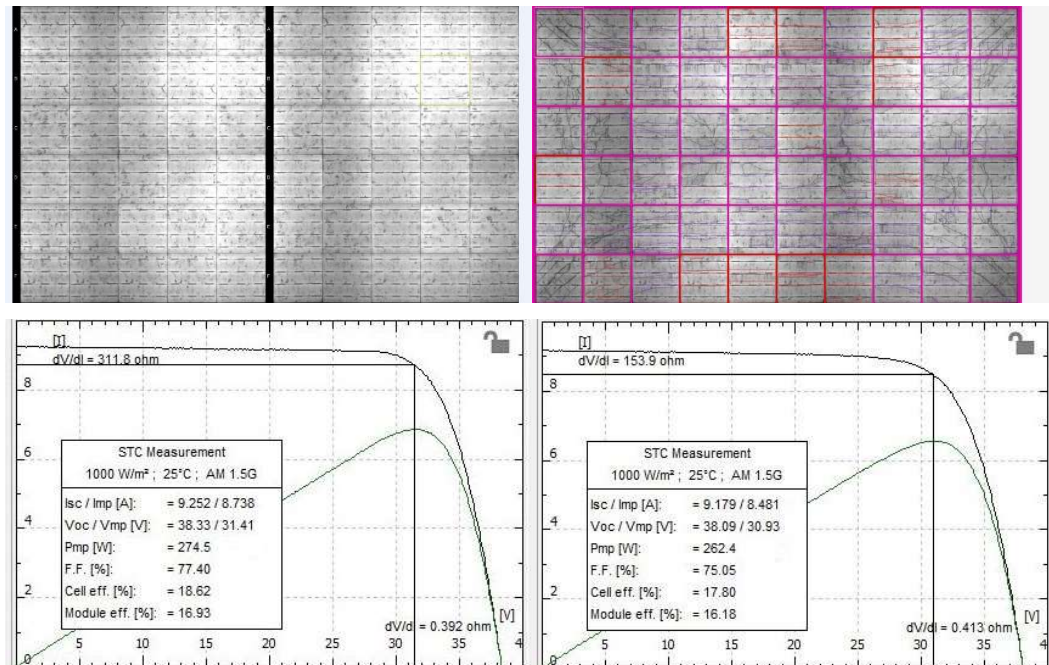 [I]
dV/dI = 311.8 ohm
8
6
4
2
0
STC Measurement
1000 W/m² ; 25°C ; AM 1.5G
Isc / Imp [A]: = 9.252 / 8.738
Voc / Vmp [V]: = 38.33 / 31.41
Pmp [W]: = 274.5
F.F. [%]: = 77.40
Cell eff. [%]: = 18.62
Module eff. [%]: = 16.93
[V]
dV/dI = 0.392 ohm
5 10 15 20 25 30 35 4
[I]
dV/dI = 153.9 ohm
8
6
4
2
0
STC Measurement
1000 W/m² ; 25°C ; AM 1.5G
Isc / Imp [A]: = 9.179 / 8.481
Voc / Vmp [V]: = 38.09 / 30.93
Pmp [W]: = 262.4
F.F. [%]: = 75.05
Cell eff. [%]: = 17.80
Module eff. [%]: = 16.18
[V]
dV/dI = 0.413 ohm
5 10 15 20 25 30 35 4